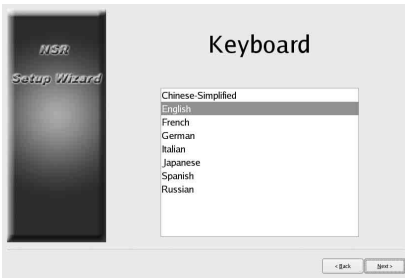 NSR
Setup Wizard
Keyboard
Chinese-Simplified
English
French
German
Italian
Japanese
Spanish
Russian
< Back
Next >